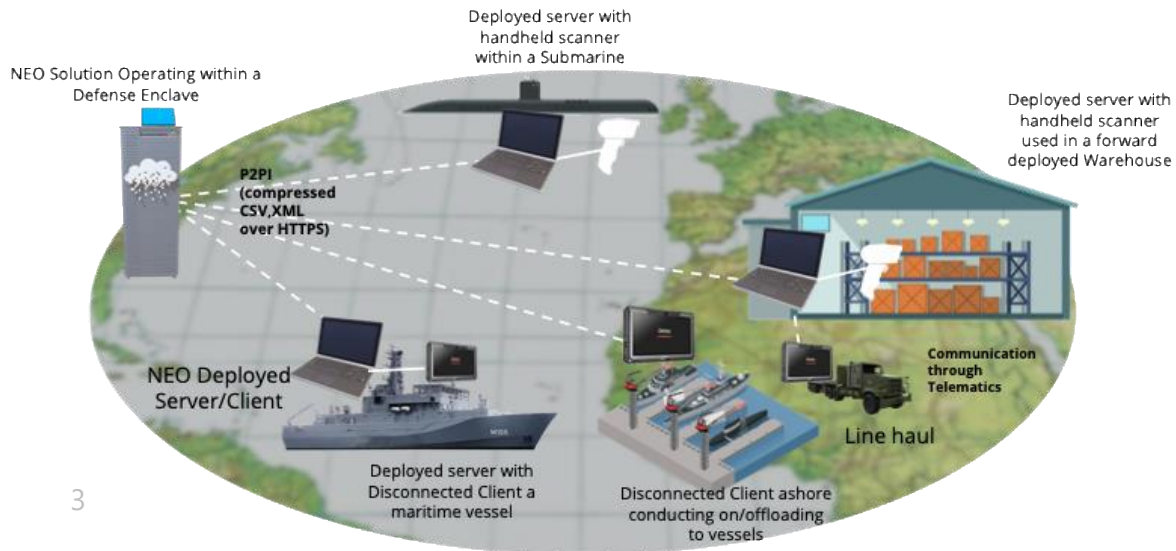 Deployed server with
handheld scanner
within a Submarine
NEO Solution Operating within a
Defense Enclave
Deployed server with
handheld scanner
used in a forward
deployed Warehouse
P2PI
(compressed
CSV,XML
over HTTPS)
NEO Deployed
Server/Client
Communication
through
Telematics
Line haul
Deployed server with
Disconnected Client a
maritime vessel
Disconnected Client ashore
conducting on/offloading
to vessels
3